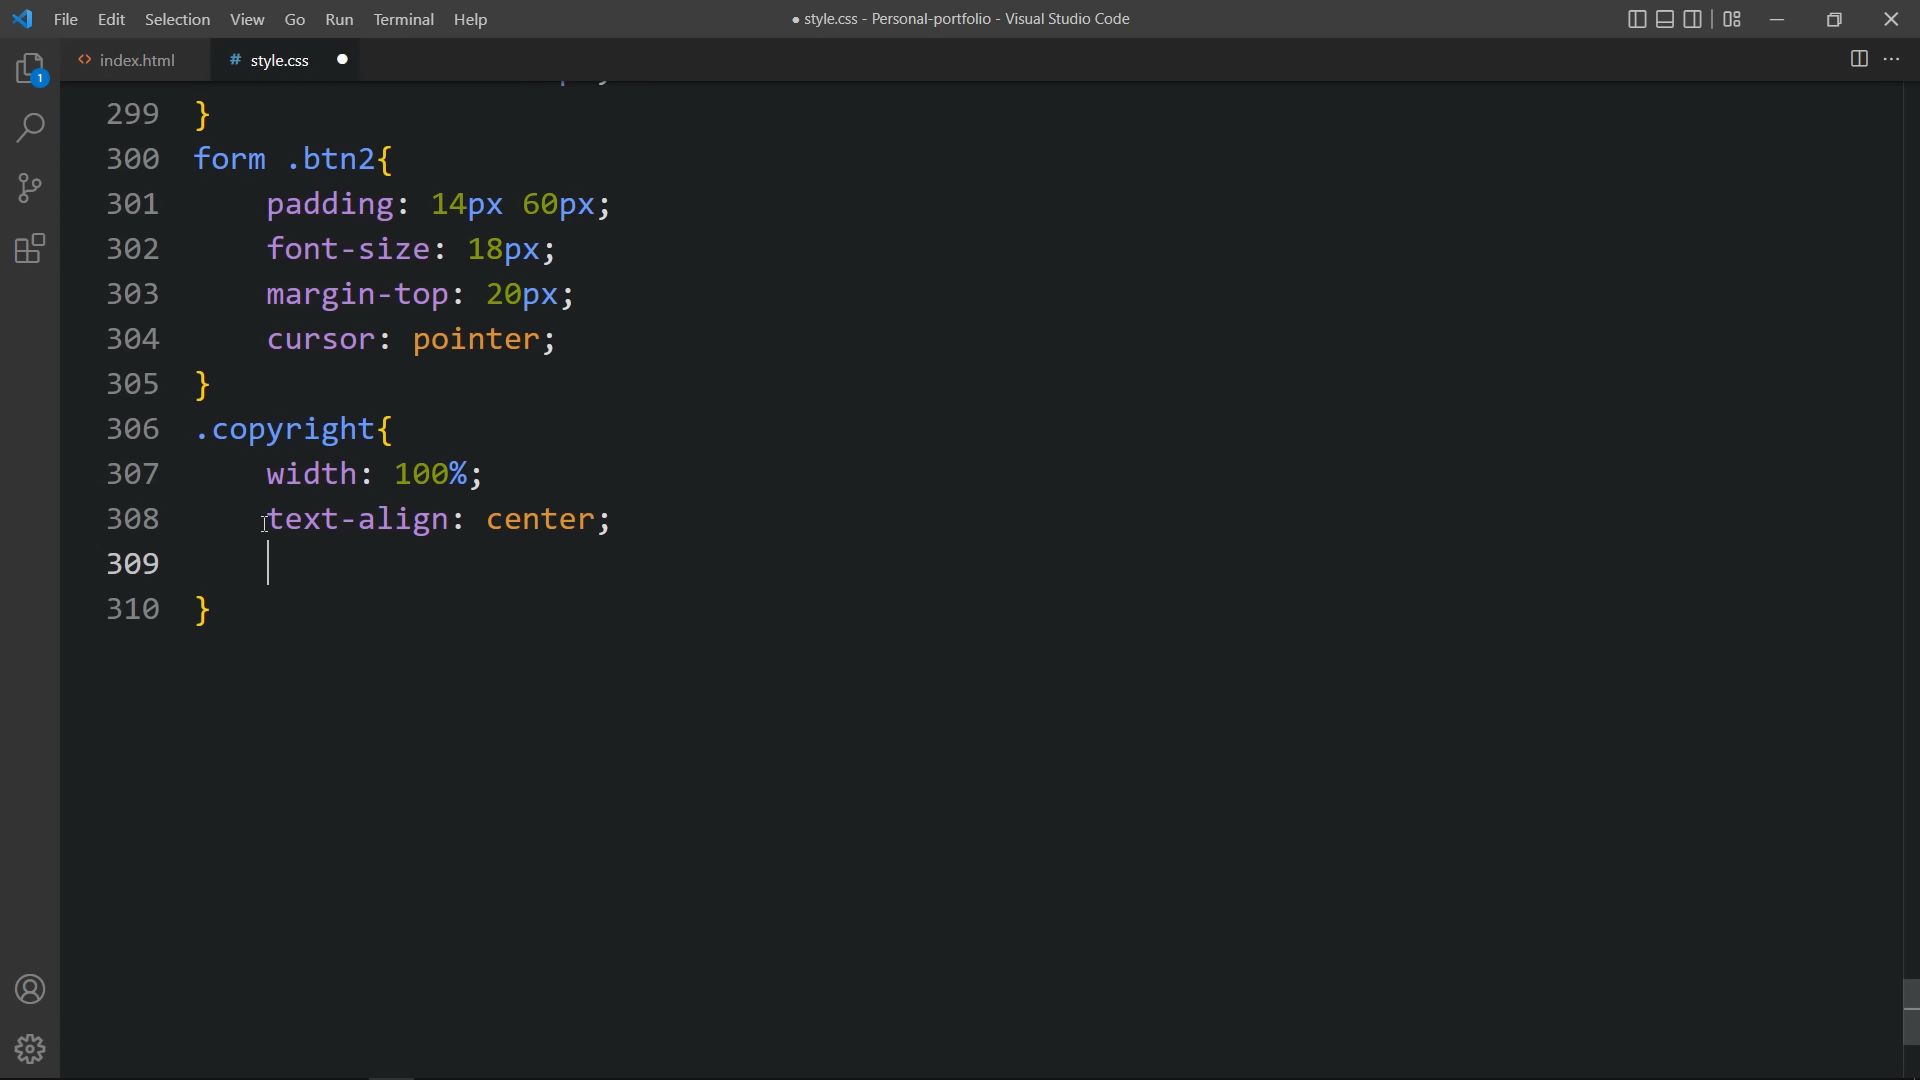 File Edit Selection View Go Run Terminal Help
● style.css - Personal-portfolio - Visual Studio Code
<> index.html
# style.css ●
1
299 }
300 form .btn2{
301 padding: 14px 60px;
302 font-size: 18px;
303 margin-top: 20px;
304 cursor: pointer;
305 }
306 .copyright{
307 width: 100%;
308 text-align: center;
309
310 }